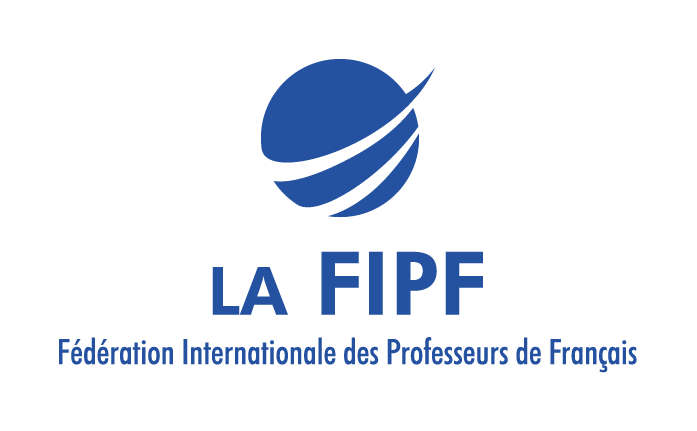 LA FIPF
Fédération Internationale des Professeurs de Français